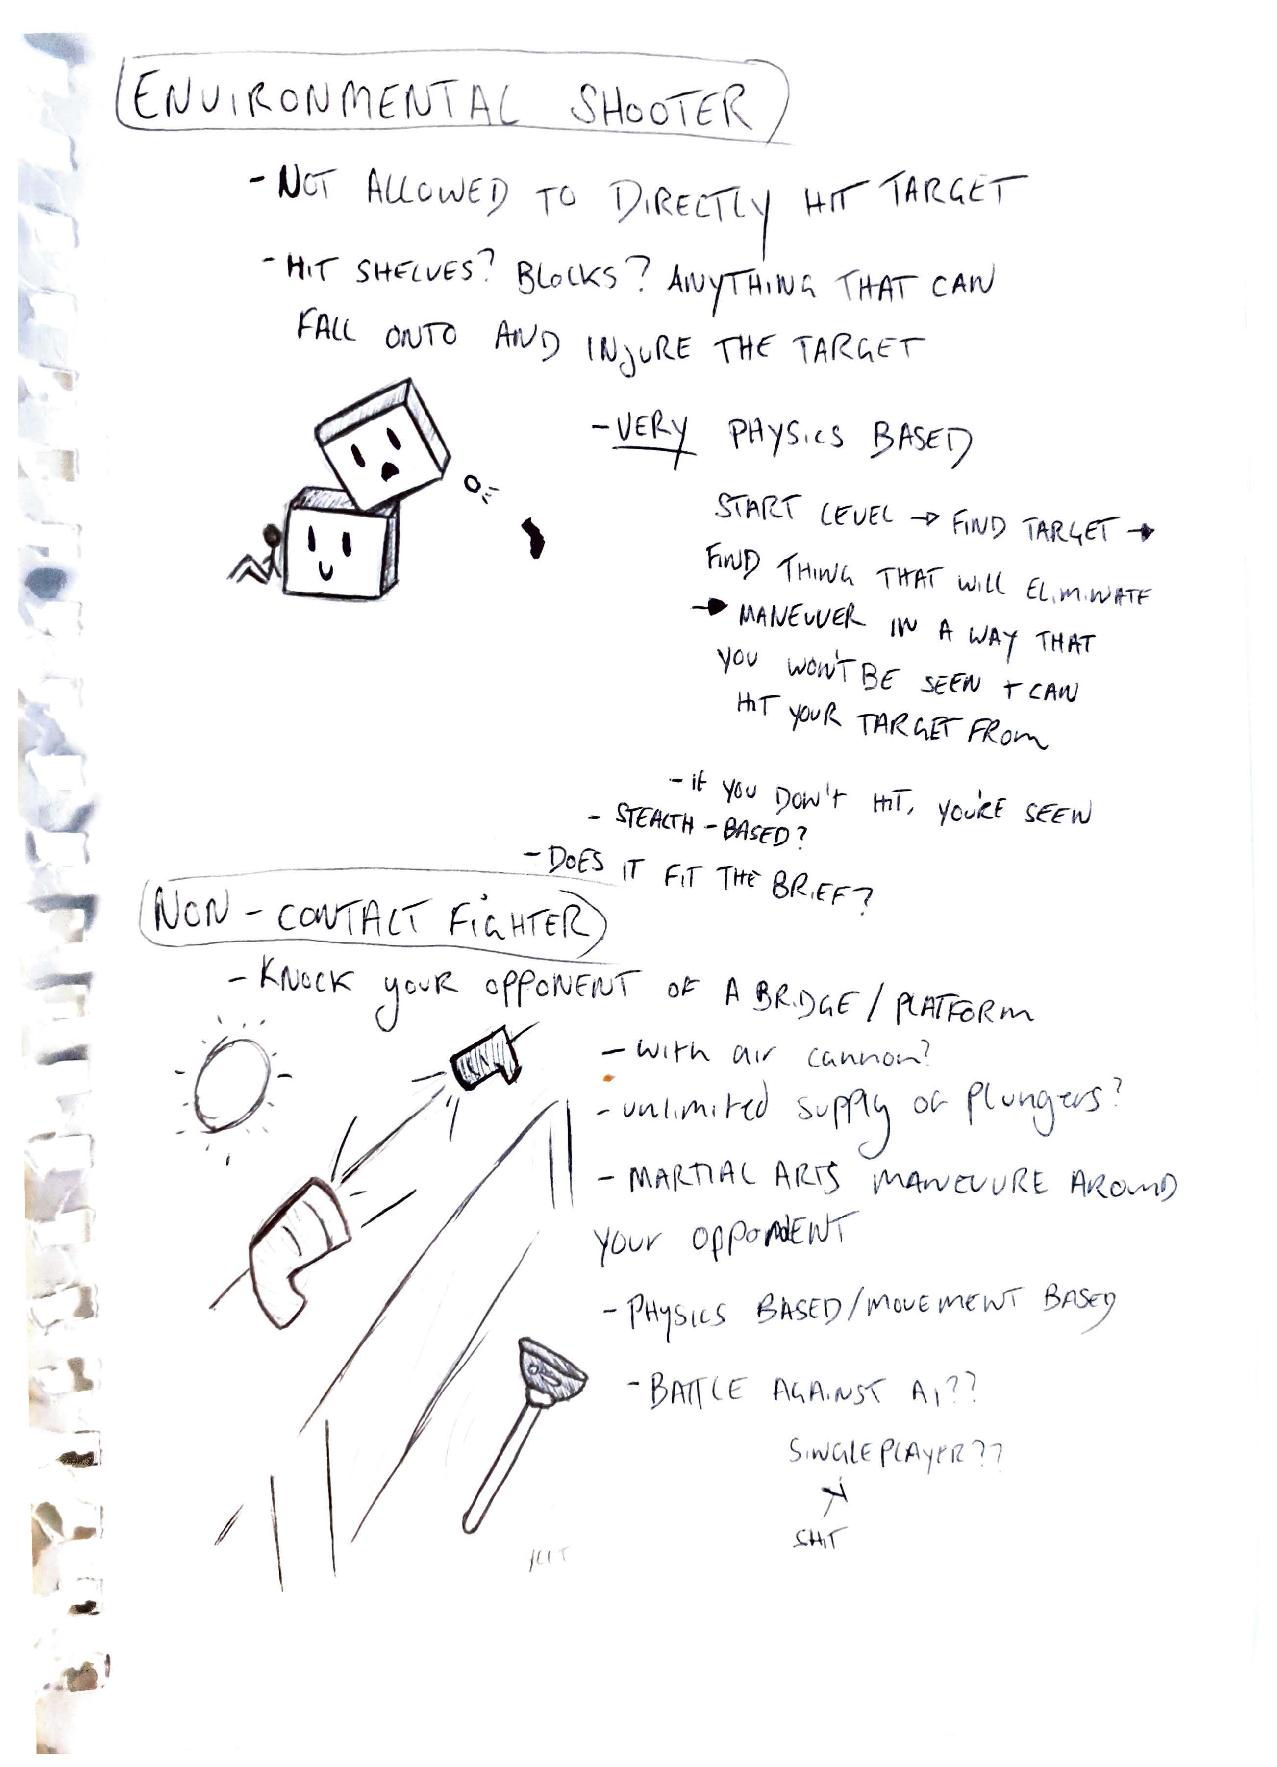 ENVIRONMENTAL SHOOTER
- NOT ALLOWED TO DIRECTLY HIT TARGET
- HIT SHELVES? BLOCKS? ANYTHING THAT CAN
FALL ONTO AND INJURE THE TARGET
- VERY PHYSICS BASED
START LEVEL → FIND TARGET →
FIND THING THAT WILL ELIMINATE
→ MANEUVER IN A WAY THAT
YOU WON'T BE SEEN + CAN
HIT YOUR TARGET FROM
- if YOU DON't HIT, YOU'RE SEEN
- STEALTH - BASED?
- DOES IT FIT THE BRIEF?
NON - CONTACT FIGHTER
- KNOCK your OPPONENT OF A BRIDGE / PLATFORM
- with air cannon?
- unlimited supply of plungers?
- MARTIAL ARTS MANEUVRE AROUND
your OPPONENT
- PHYSICS BASED/MOVEMENT BASED
- BATTLE AGAINST AI??
SINGLEPLAYER??
SHIT